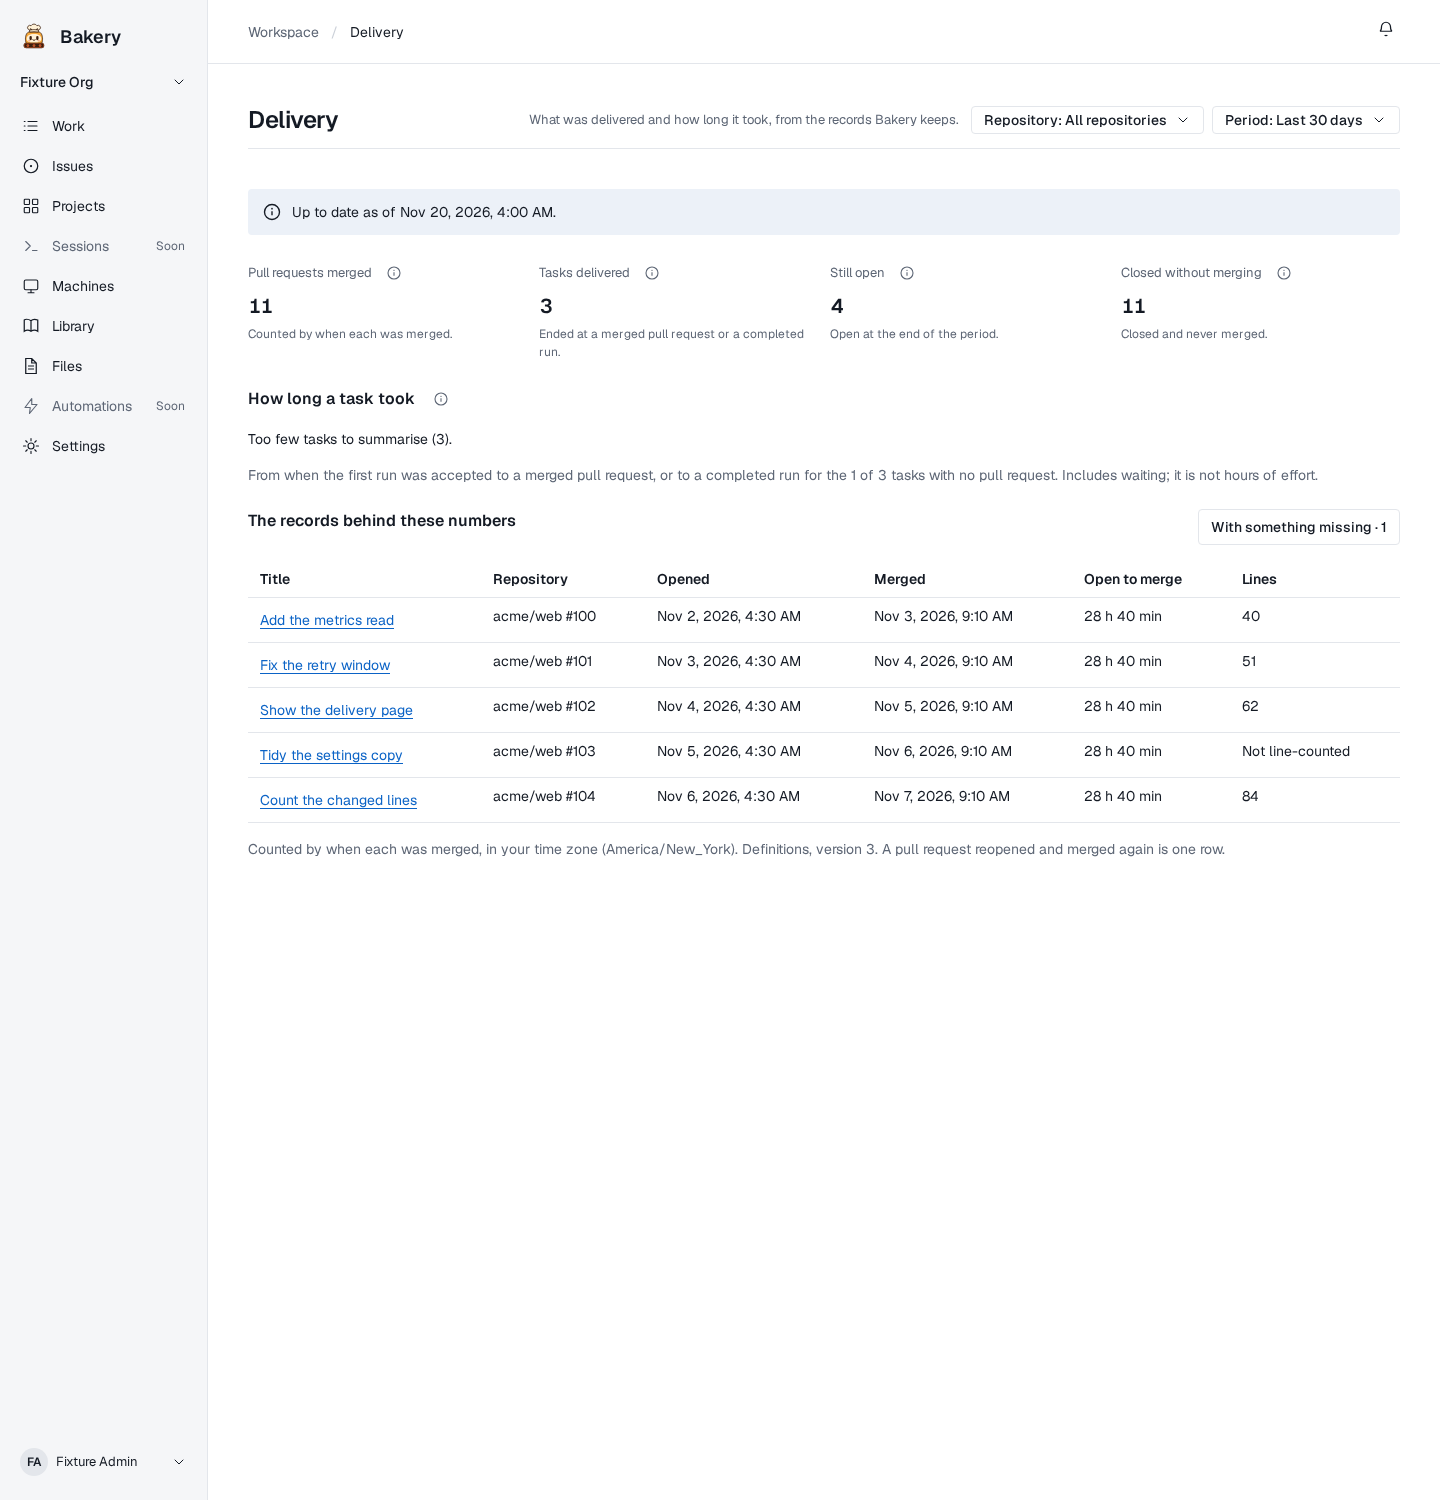 Bakery
Fixture Org
Work
Issues
Projects
Sessions Soon
Machines
Library
Files
Automations Soon
Settings
FA Fixture Admin
Workspace / Delivery
Delivery
What was delivered and how long it took, from the records Bakery keeps.
Repository: All repositories
Period: Last 30 days
Up to date as of Nov 20, 2026, 4:00 AM.
Pull requests merged
11
Counted by when each was merged.
Tasks delivered
3
Ended at a merged pull request or a completed
run.
Still open
4
Open at the end of the period.
Closed without merging
11
Closed and never merged.
How long a task took
Too few tasks to summarise (3).
From when the first run was accepted to a merged pull request, or to a completed run for the 1 of 3 tasks with no pull request. Includes waiting; it is not hours of effort.
The records behind these numbers
With something missing · 1
Title Repository Opened Merged Open to merge Lines
Add the metrics read acme/web #100 Nov 2, 2026, 4:30 AM Nov 3, 2026, 9:10 AM 28 h 40 min 40
Fix the retry window acme/web #101 Nov 3, 2026, 4:30 AM Nov 4, 2026, 9:10 AM 28 h 40 min 51
Show the delivery page acme/web #102 Nov 4, 2026, 4:30 AM Nov 5, 2026, 9:10 AM 28 h 40 min 62
Tidy the settings copy acme/web #103 Nov 5, 2026, 4:30 AM Nov 6, 2026, 9:10 AM 28 h 40 min Not line-counted
Count the changed lines acme/web #104 Nov 6, 2026, 4:30 AM Nov 7, 2026, 9:10 AM 28 h 40 min 84
Counted by when each was merged, in your time zone (America/New_York). Definitions, version 3. A pull request reopened and merged again is one row.